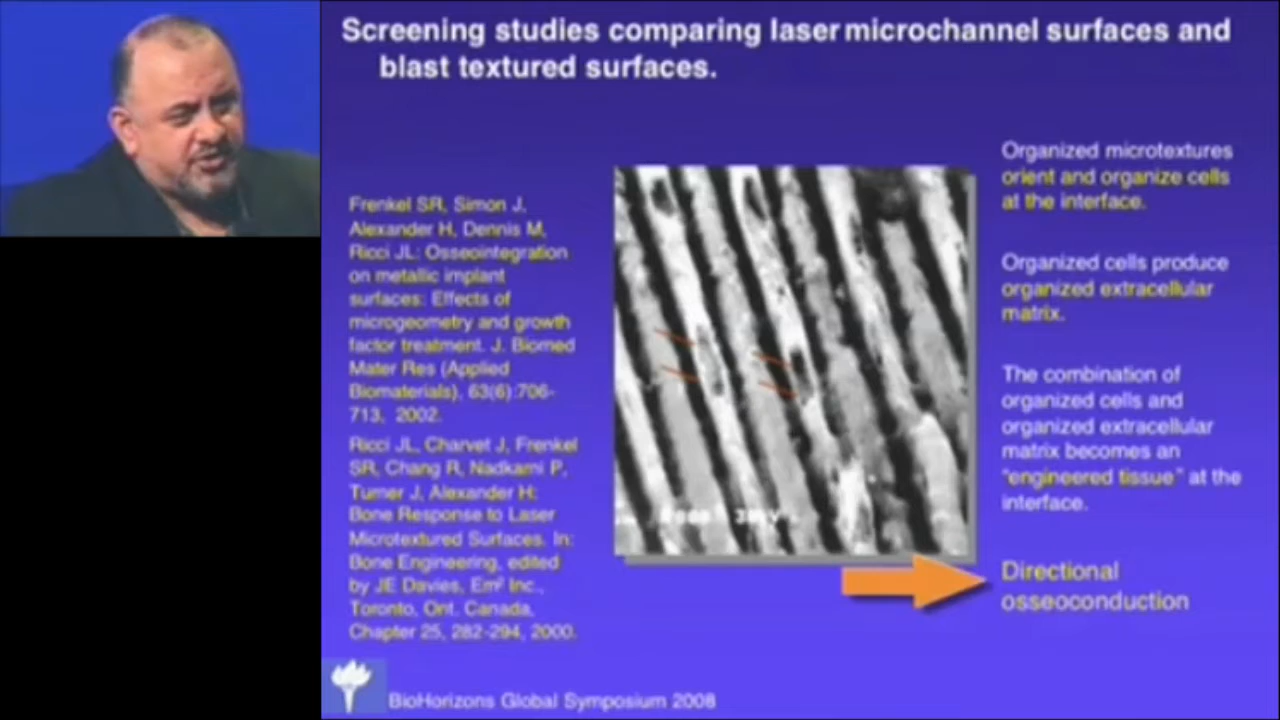 Screening studies comparing laser microchannel surfaces and
blast textured surfaces.
Frenkel SR, Simon J,
Alexander H, Dennis M,
Ricci JL: Osseointegration
on metallic implant
surfaces: Effects of
microgeometry and growth
factor treatment. J. Biomed
Mater Res (Applied
Biomaterials), 63(6):706-
713, 2002.
Ricci JL, Charvet J, Frenkel
SR, Chang R, Nadkarni P,
Turner J, Alexander H:
Bone Response to Laser
Microtextured Surfaces. In:
Bone Engineering, edited
by JE Davies, Em² Inc.,
Toronto, Ont. Canada,
Chapter 25, 282-294, 2000.
Organized microtextures
orient and organize cells
at the interface.
Organized cells produce
organized extracellular
matrix.
The combination of
organized cells and
organized extracellular
matrix becomes an
"engineered tissue" at the
interface.
Directional
osseoconduction
BioHorizons Global Symposium 2008